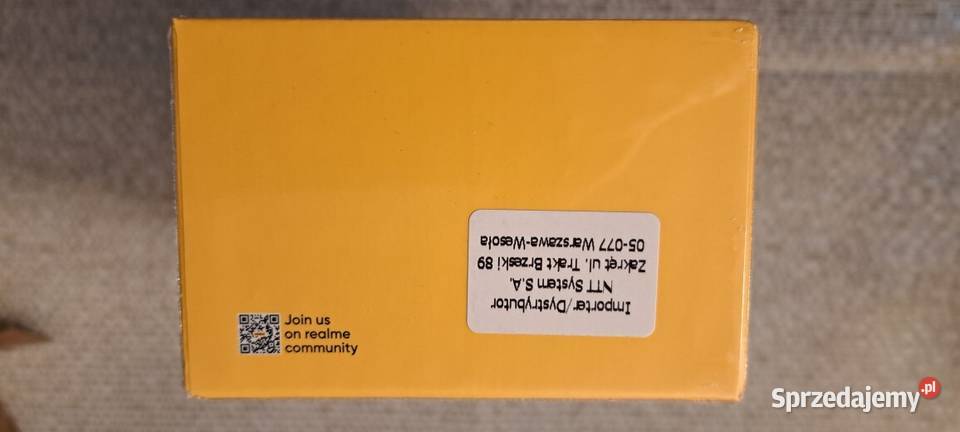 Importer/Dystrybutor
NTT System S.A.
Zakręt ul. Trakt Brzeski 89
05-077 Warszawa-Wesoła
Join us
on realme
community
Sprzedajemy.pl